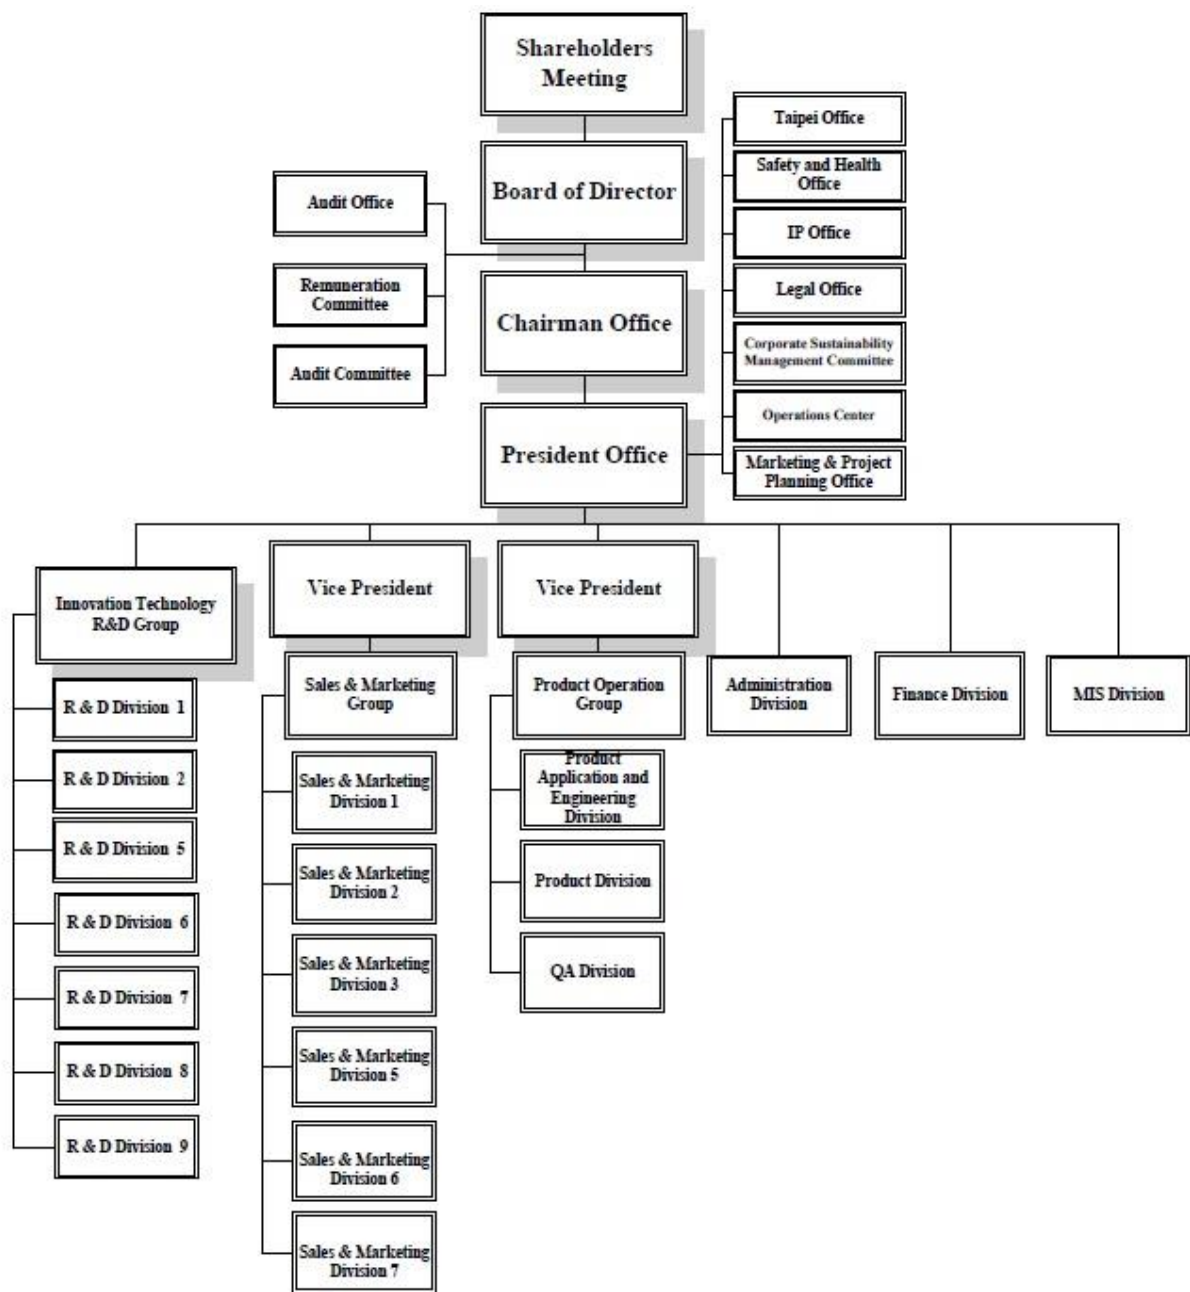 Shareholders
Meeting
Board of Director
Chairman Office
President Office
Audit Office
Remuneration
Committee
Audit Committee
Taipei Office
Safety and Health
Office
IP Office
Legal Office
Corporate Sustainability
Management Committee
Operations Center
Marketing & Project
Planning Office
Innovation Technology
R&D Group
R & D Division 1
R & D Division 2
R & D Division 5
R & D Division 6
R & D Division 7
R & D Division 8
R & D Division 9
Vice President
Sales & Marketing
Group
Sales & Marketing
Division 1
Sales & Marketing
Division 2
Sales & Marketing
Division 3
Sales & Marketing
Division 5
Sales & Marketing
Division 6
Sales & Marketing
Division 7
Vice President
Product Operation
Group
Product
Application and
Engineering
Division
Product Division
QA Division
Administration
Division
Finance Division
MIS Division